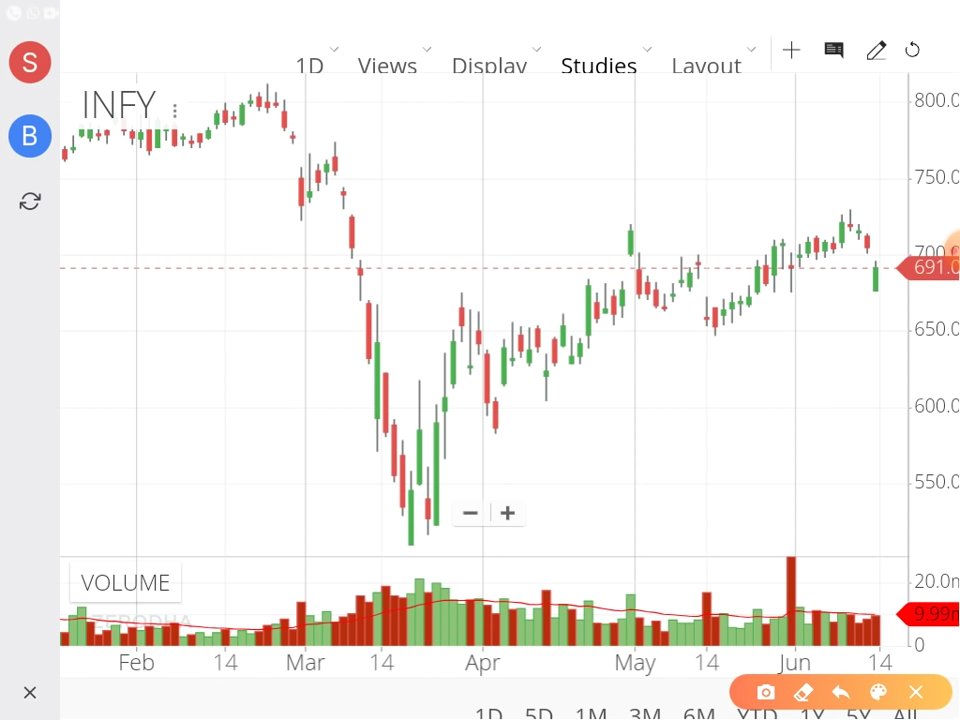 S
B
1D Views Display Studies Layout
INFY
800.0
750.0
700.0
691.0
650.0
600.0
550.0
VOLUME
ZERODHA
20.0m
9.99m
0
Feb 14 Mar 14 Apr May 14 Jun 14
1D 5D 1M 3M 6M YTD 1Y 5Y All